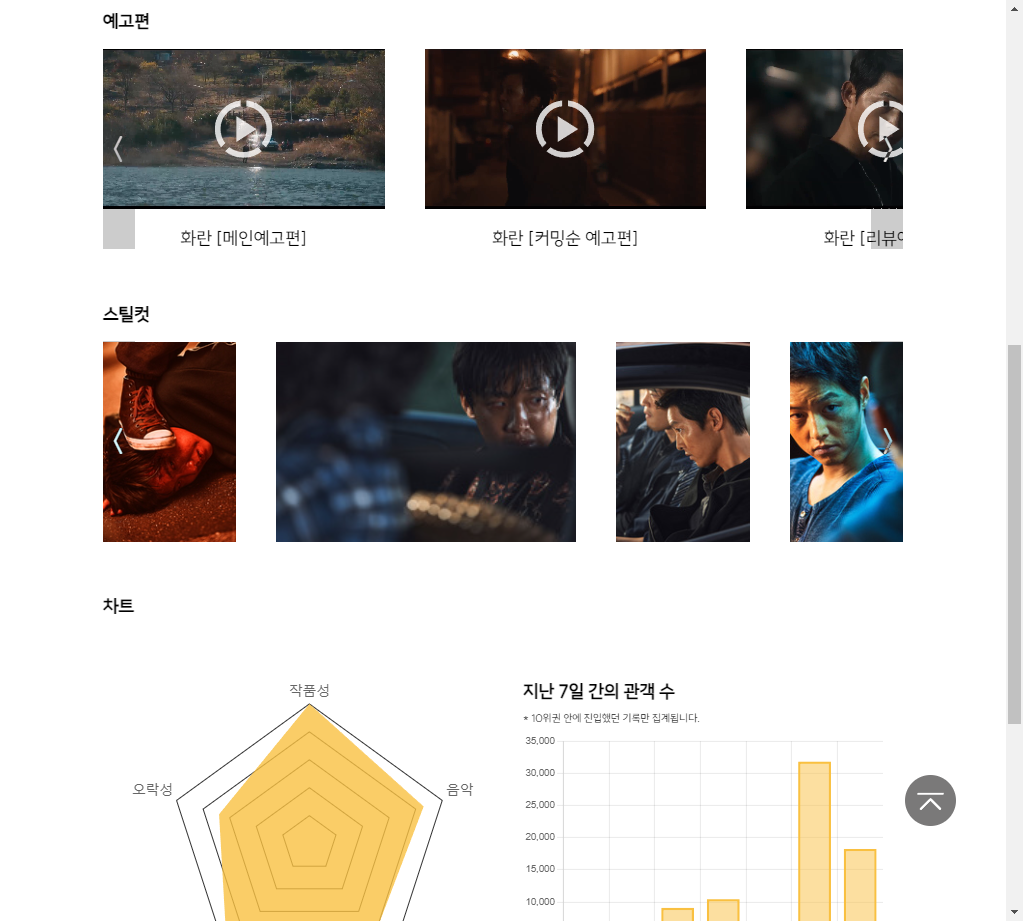 예고편
화란 [메인예고편]
화란 [커밍순 예고편]
화란 [리뷰
스틸컷
차트
작품성
오락성
음악
지난 7일 간의 관객 수
* 10위권 안에 진입했던 기록만 집계됩니다.
35,000
30,000
25,000
20,000
15,000
10,000